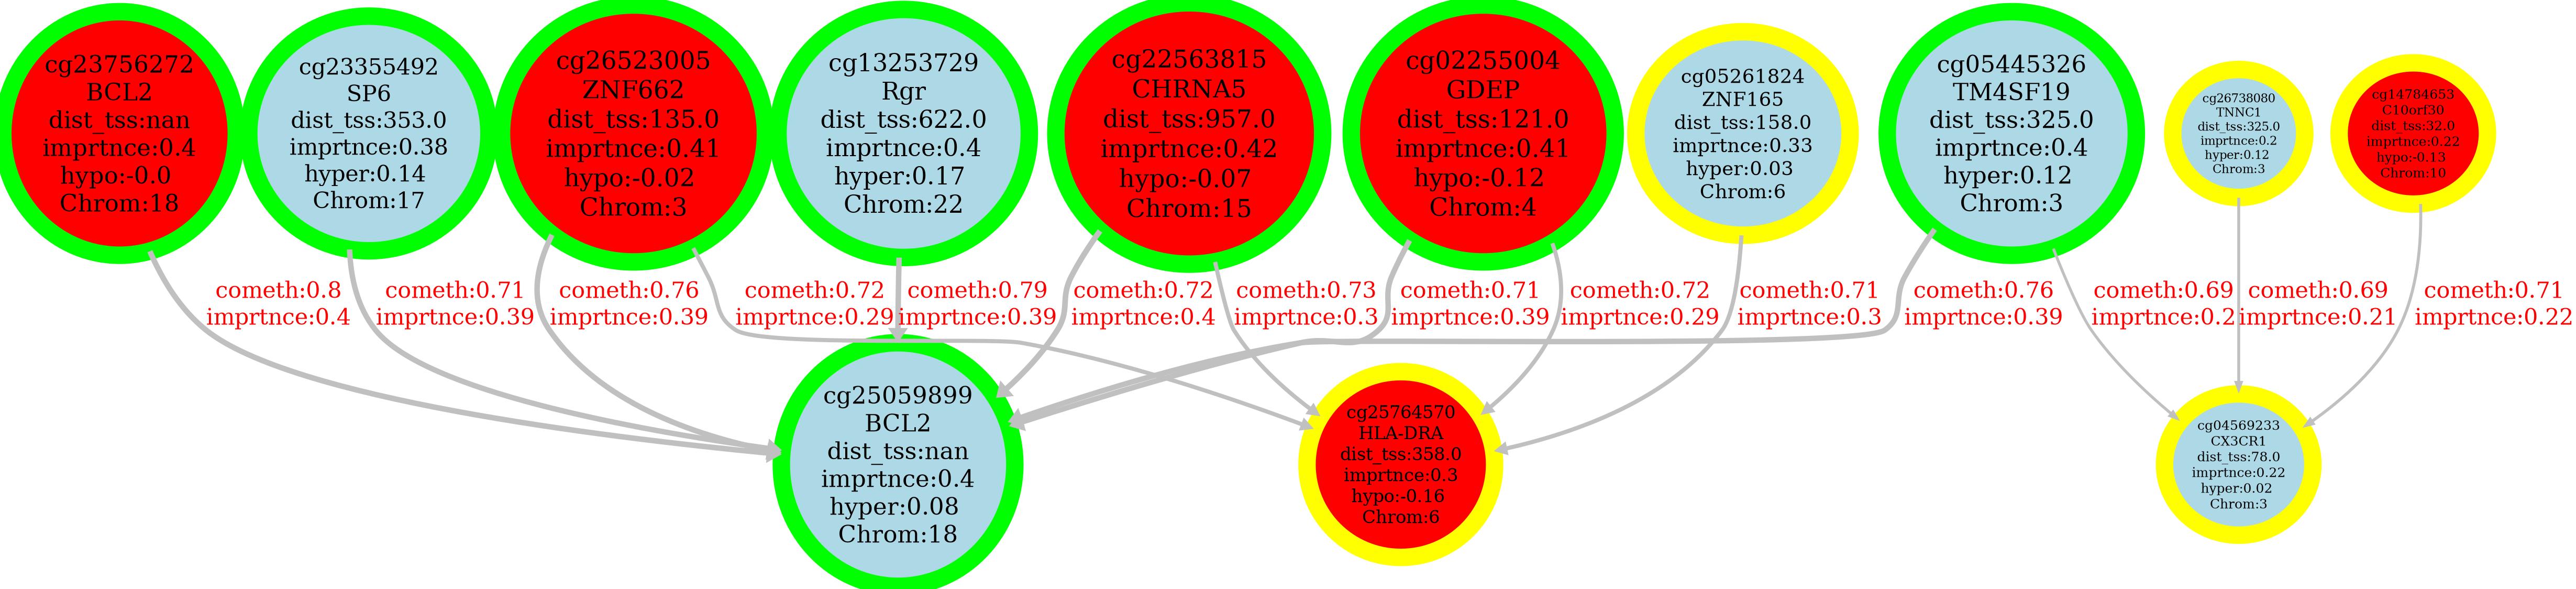 cg23756272
BCL2
dist_tss:nan
imprtnce:0.4
hypo:-0.0
Chrom:18
cg23355492
SP6
dist_tss:353.0
imprtnce:0.38
hyper:0.14
Chrom:17
cg26523005
ZNF662
dist_tss:135.0
imprtnce:0.41
hypo:-0.02
Chrom:3
cg13253729
Rgr
dist_tss:622.0
imprtnce:0.4
hyper:0.17
Chrom:22
cg22563815
CHRNA5
dist_tss:957.0
imprtnce:0.42
hypo:-0.07
Chrom:15
cg02255004
GDEP
dist_tss:121.0
imprtnce:0.41
hypo:-0.12
Chrom:4
cg05261824
ZNF165
dist_tss:158.0
imprtnce:0.33
hyper:0.03
Chrom:6
cg05445326
TM4SF19
dist_tss:325.0
imprtnce:0.4
hyper:0.12
Chrom:3
cg26738080
TNNC1
dist_tss:325.0
imprtnce:0.2
hyper:0.12
Chrom:3
cg14784653
C10orf30
dist_tss:32.0
imprtnce:0.22
hypo:-0.13
Chrom:10
cometh:0.8
imprtnce:0.4
cometh:0.71
imprtnce:0.39
cometh:0.76
imprtnce:0.39
cometh:0.72
imprtnce:0.29
cometh:0.79
imprtnce:0.39
cometh:0.72
imprtnce:0.4
cometh:0.73
imprtnce:0.3
cometh:0.71
imprtnce:0.39
cometh:0.72
imprtnce:0.29
cometh:0.71
imprtnce:0.3
cometh:0.76
imprtnce:0.39
cometh:0.69
imprtnce:0.2
cometh:0.69
imprtnce:0.21
cometh:0.71
imprtnce:0.22
cg25059899
BCL2
dist_tss:nan
imprtnce:0.4
hyper:0.08
Chrom:18
cg25764570
HLA-DRA
dist_tss:358.0
imprtnce:0.3
hypo:-0.16
Chrom:6
cg04569233
CX3CR1
dist_tss:78.0
imprtnce:0.22
hyper:0.02
Chrom:3